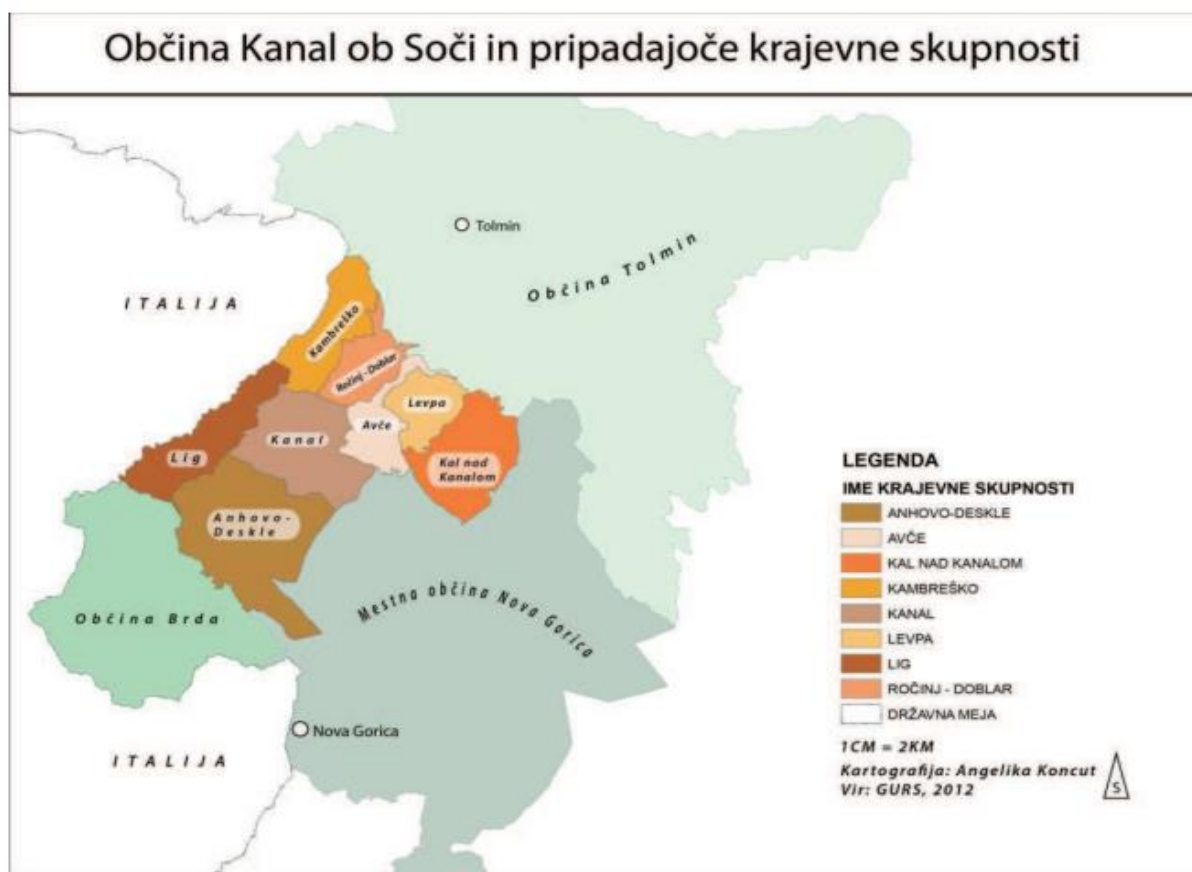 Občina Kanal ob Soči in pripadajoče krajevne skupnosti
Tolmin
Občina Tolmin
ITALIJA
Kambreško
Ročinj - Doblar
Levpa
Avče
Kanal
Lig
Kal nad
Kanalom
Anhovo-
Deskle
Mestna občina Nova Gorica
Občina Brda
Nova Gorica
ITALIJA
LEGENDA
IME KRAJEVNE SKUPNOSTI
ANHOVO-DESKLE
AVČE
KAL NAD KANALOM
KAMBREŠKO
KANAL
LEVPA
LIG
ROČINJ - DOBLAR
DRŽAVNA MEJA
1CM = 2KM
Kartografija: Angelika Koncut
Vir: GURS, 2012
S